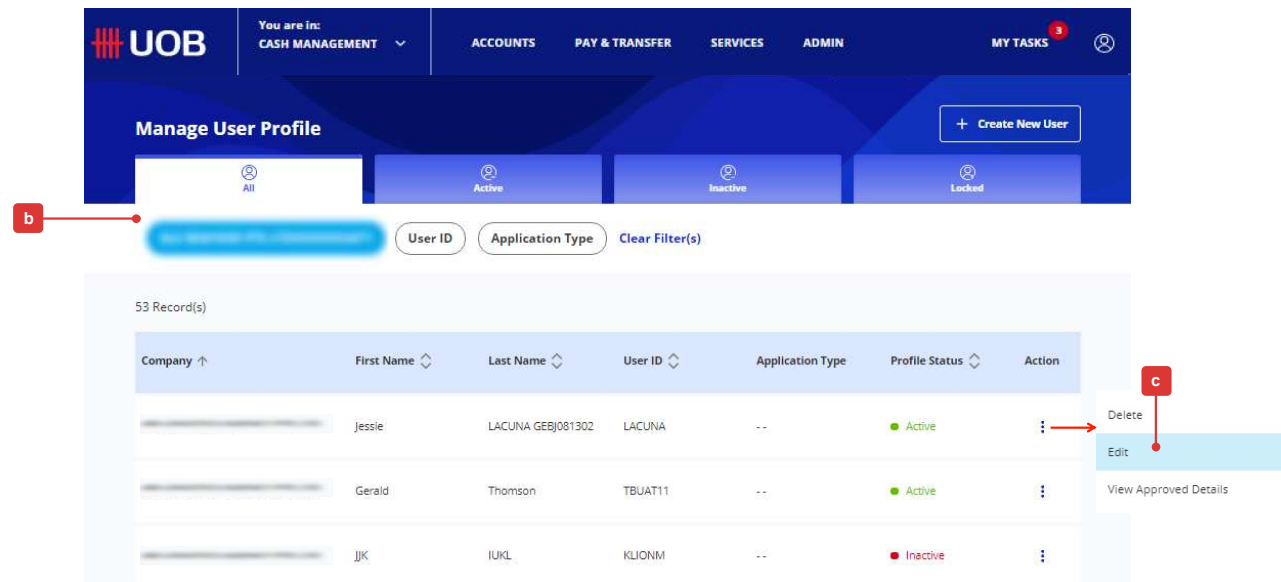 UOB
You are in:
CASH MANAGEMENT
ACCOUNTS
PAY & TRANSFER
SERVICES
ADMIN
MY TASKS
3
Manage User Profile
+ Create New User
All
Active
Inactive
Locked
b
User ID
Application Type
Clear Filter(s)
53 Record(s)
Company First Name Last Name User ID Application Type Profile Status Action
c
Jessie LACUNA GEBJ081302 LACUNA -- Active
Delete
Edit
View Approved Details
Gerald Thomson TBUAT11 -- Active
JJK IUKL KLIONM -- Inactive